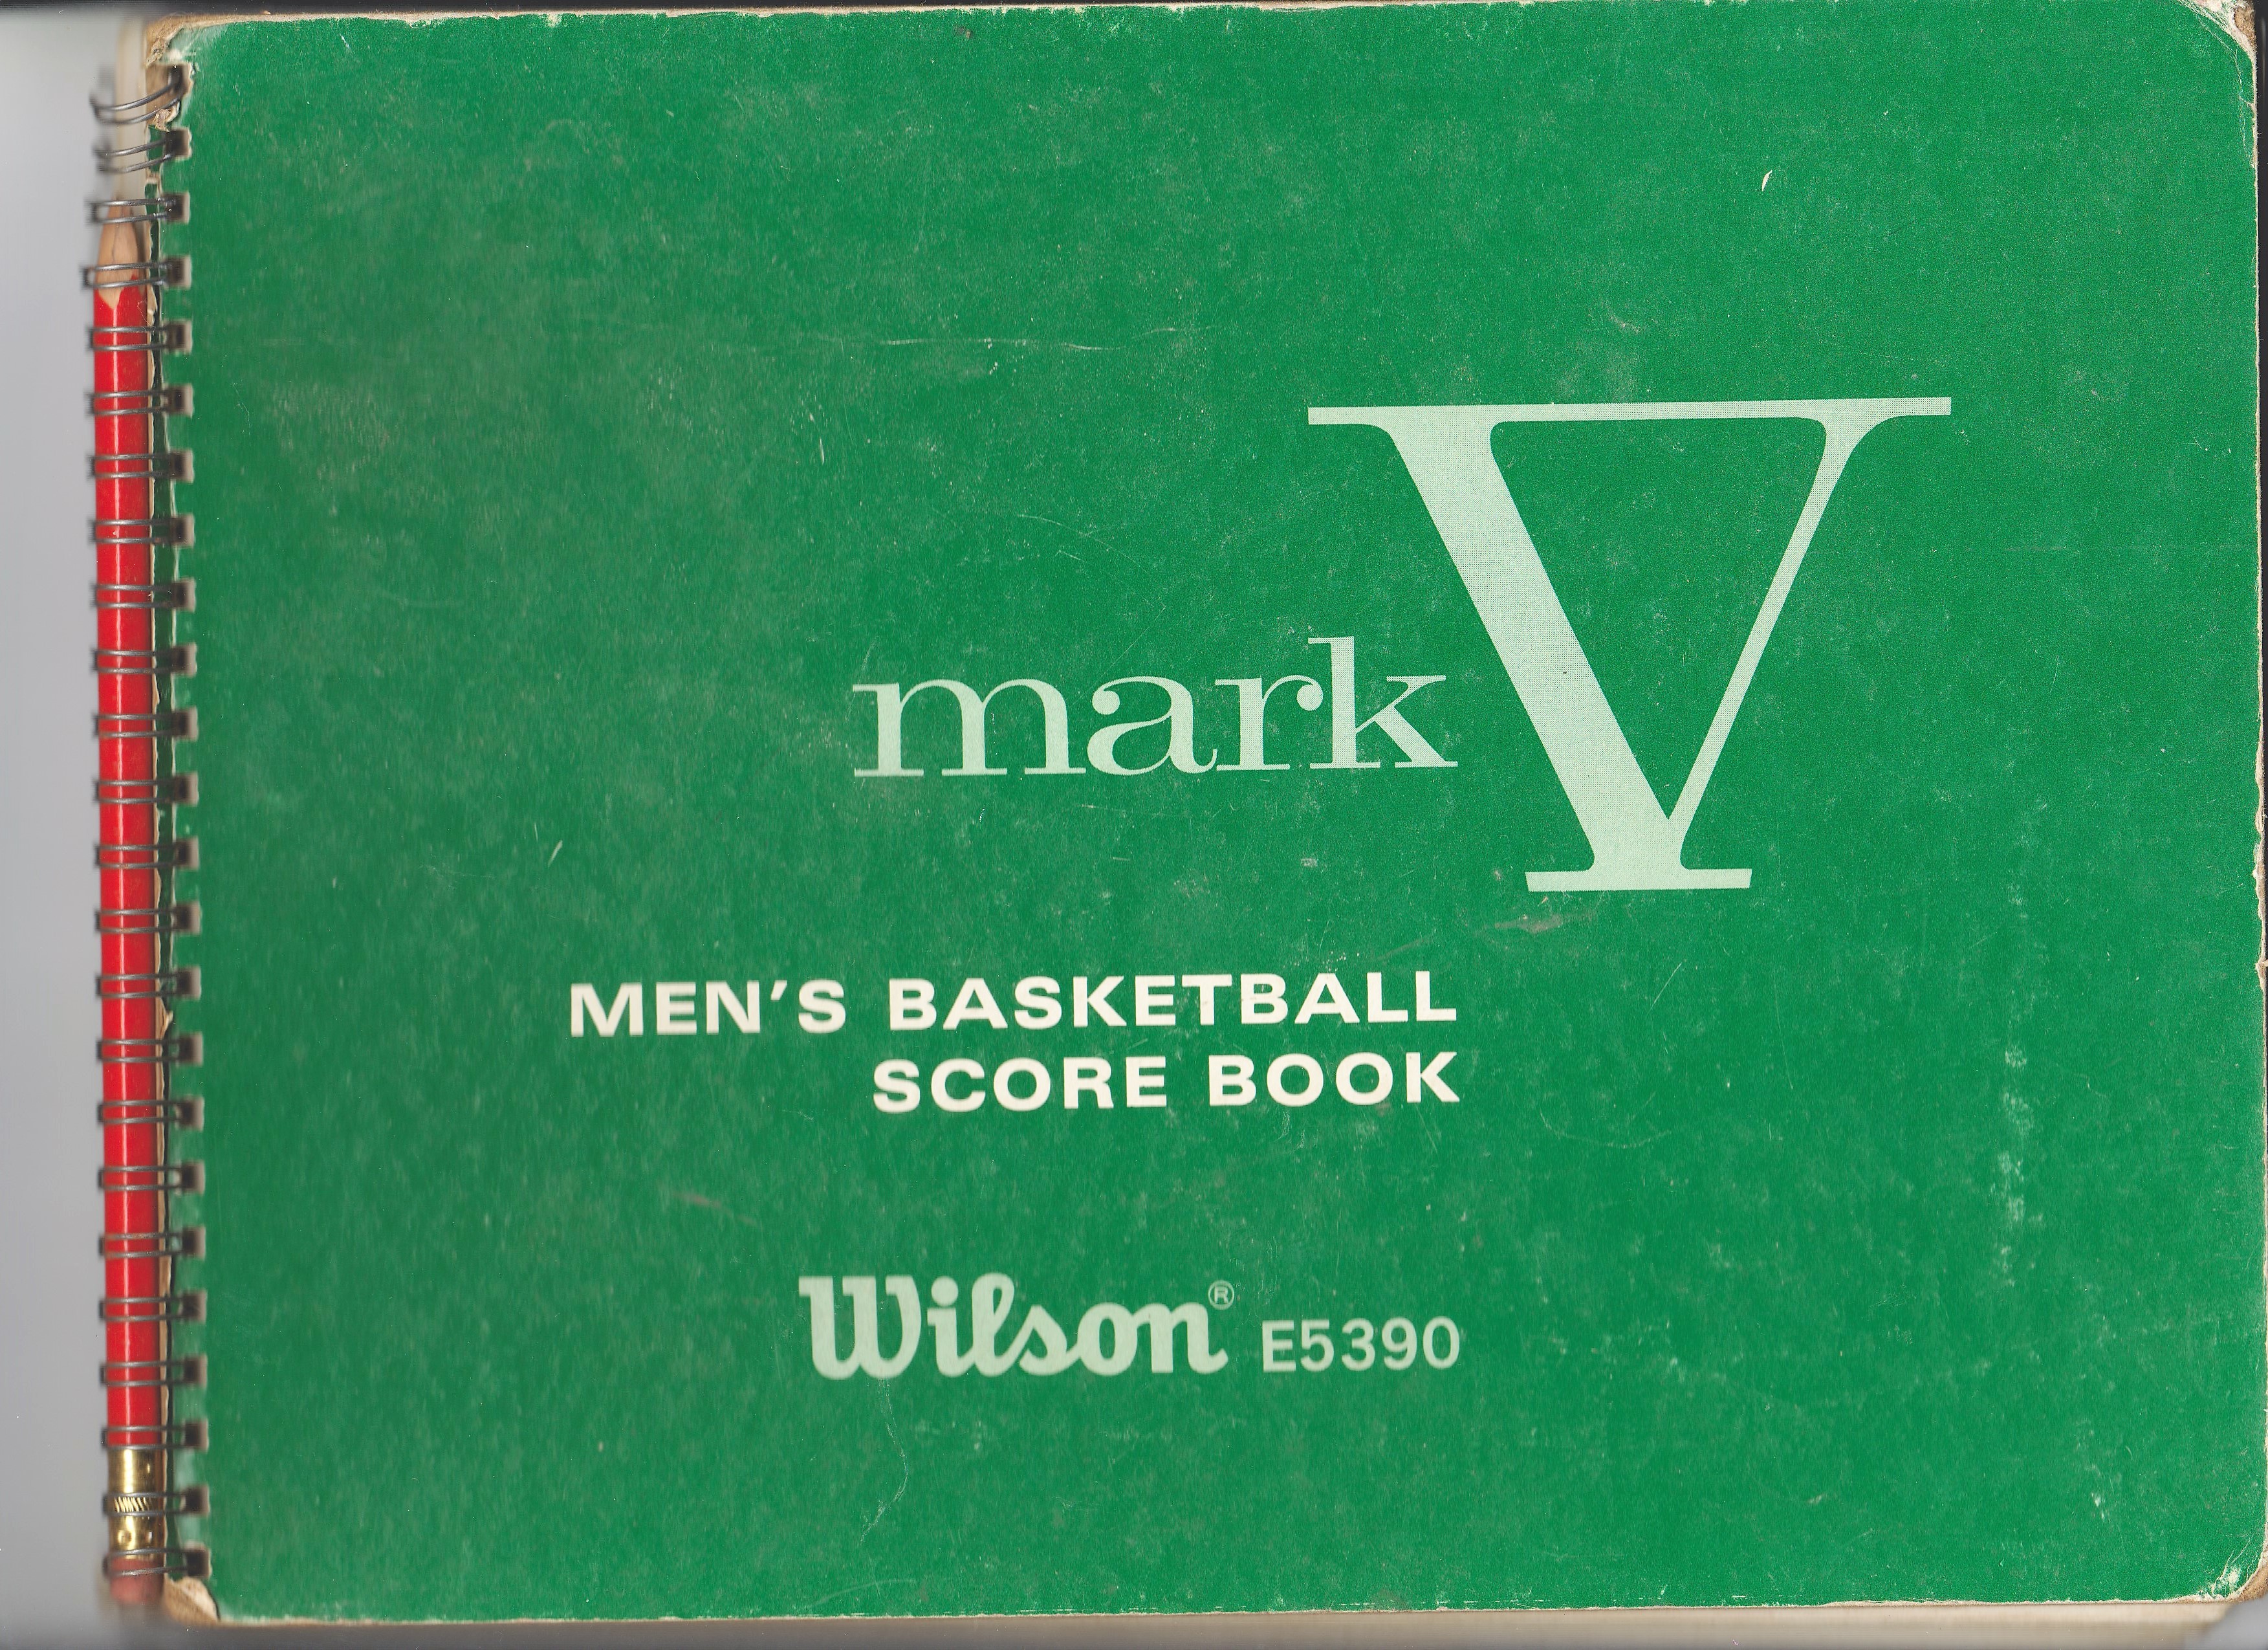 mark V
MEN'S BASKETBALL
SCORE BOOK
Wilson® E5390